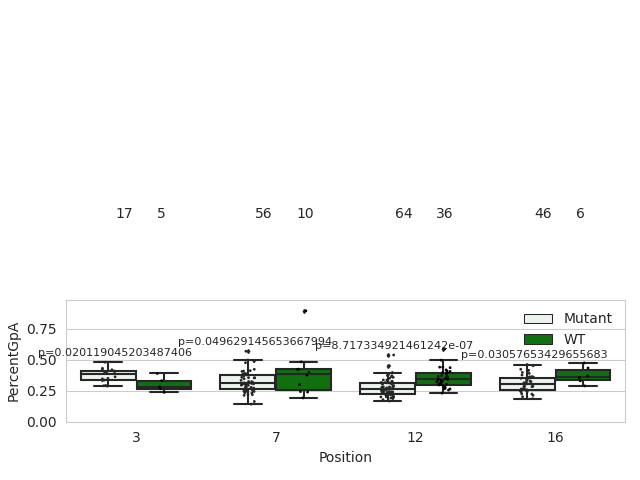 17 5 56 10 64 36 46 6
Mutant
WT
p=0.020119045203487406
p=0.049629145653667994
p=8.717334921461242e-07
p=0.03057653429655683
PercentGpA
0.75
0.50
0.25
0.00
3 7 12 16
Position